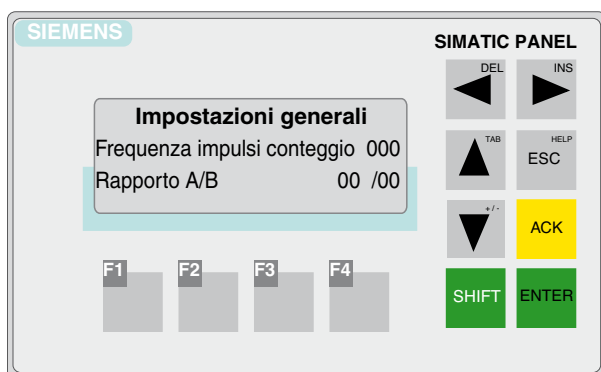 SIEMENS
SIMATIC PANEL
Impostazioni generali
Frequenza impulsi conteggio 000
Rapporto A/B 00 /00
DEL
INS
TAB
HELP
ESC
+/-
ACK
F1 F2 F3 F4
SHIFT ENTER